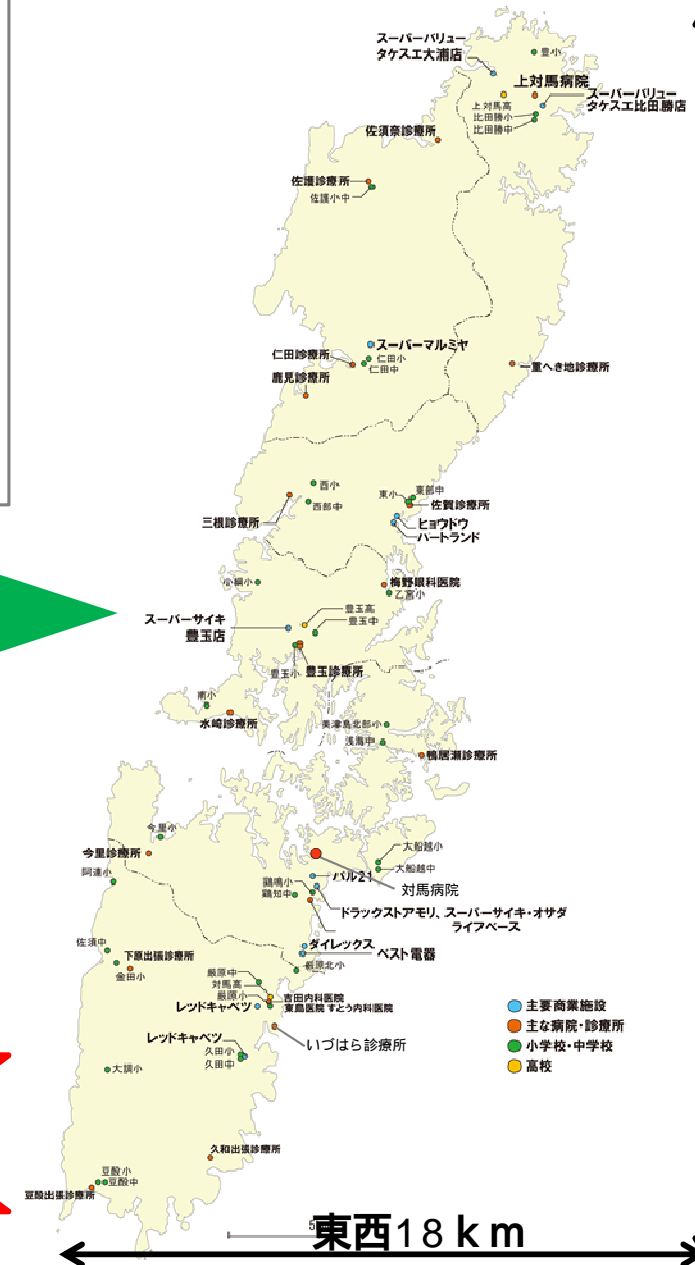 スーパーバリュー
タケスエ大浦店
豊小
上対馬病院
スーパーバリュー
タケスエ比田勝店
上対馬高
比田勝小
比田勝中
佐須奈診療所
佐護診療所
佐護小中
スーパーマルミヤ
仁田診療所
仁田小
仁田中
鹿見診療所
一重へき地診療所
西小
西部中
三根診療所
東小
東部中
佐賀診療所
ヒョウドウ
ハートランド
小綱小
梅野眼科医院
乙宮小
スーパーサイキ
豊玉店
豊玉高
豊玉中
豊玉小
豊玉診療所
南小
水崎診療所
美津島北部小
浅海中
鴨居瀬診療所
今里小
今里診療所
阿連小
大船越小
大船越中
パル21
対馬病院
鶏鳴小
鶏知中
ドラックストアモリ、スーパーサイキ・オサダ
ライフベース
ダイレックス
ベスト電器
佐須中
下原出張診療所
金田小
厳原北小
厳原中
対馬高
厳原小
吉田内科医院
東島医院 すとう内科医院
レッドキャベツ
レッドキャベツ
久田小
久田中
いづはら診療所
大調小
主要商業施設
主な病院・診療所
小学校・中学校
高校
久和出張診療所
豆酘小
豆酘中
豆酘出張診療所
東西18ｋｍ